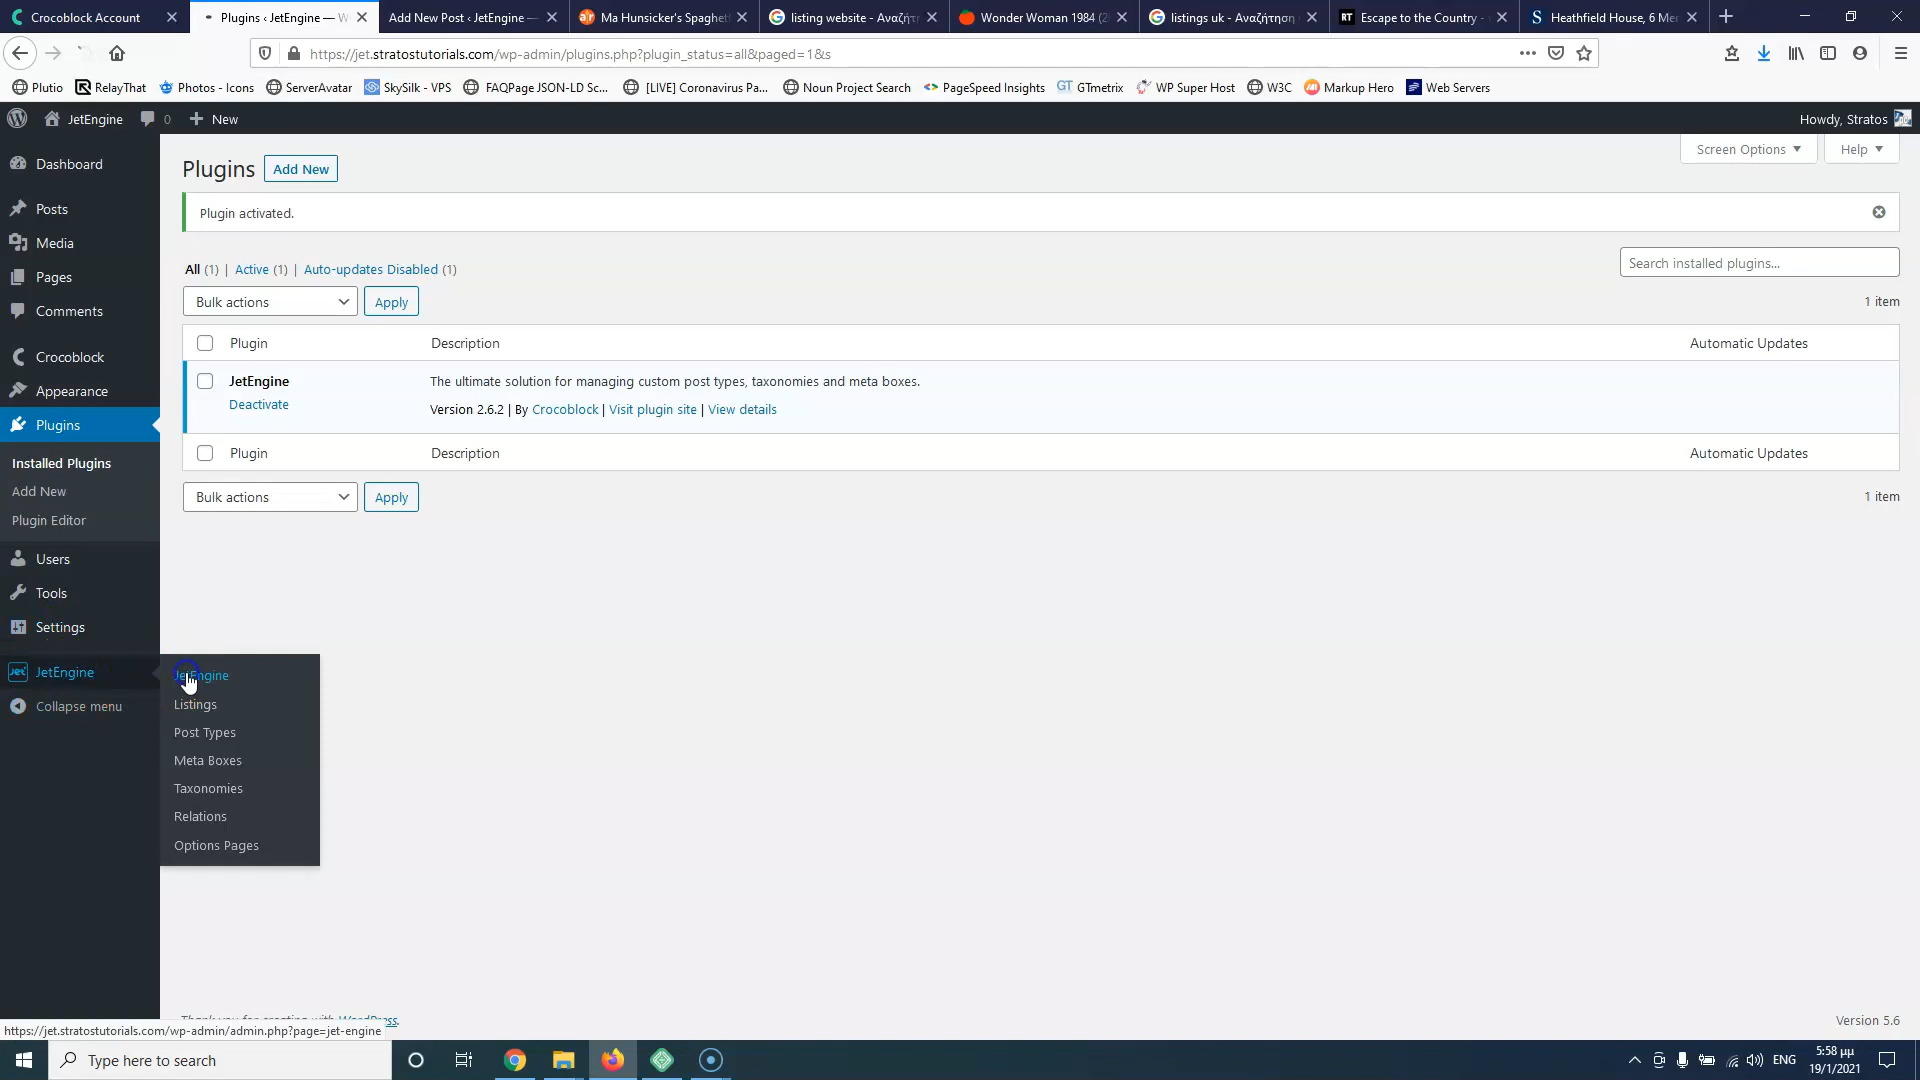 Crocoblock Account
Plugins ‹ JetEngine — W
Add New Post ‹ JetEngine —
Ma Hunsicker's Spaghet
listing website - Αναζήτ
Wonder Woman 1984 (2
listings uk - Αναζήτηση
Escape to the Country -
Heathfield House, 6 Me
https://jet.stratostutorials.com/wp-admin/plugins.php?plugin_status=all&paged=1&s
Plutio
RelayThat
Photos - Icons
ServerAvatar
SkySilk - VPS
FAQPage JSON-LD Sc...
[LIVE] Coronavirus Pa...
Noun Project Search
PageSpeed Insights
GTmetrix
WP Super Host
W3C
Markup Hero
Web Servers
JetEngine
0
New
Howdy, Stratos
Dashboard
Posts
Media
Pages
Comments
Crocoblock
Appearance
Plugins
Installed Plugins
Add New
Plugin Editor
Users
Tools
Settings
JetEngine
Collapse menu
JetEngine
Listings
Post Types
Meta Boxes
Taxonomies
Relations
Options Pages
Screen Options
Help
Plugins
Add New
Plugin activated.
All (1) | Active (1) | Auto-updates Disabled (1)
Search installed plugins...
Bulk actions
Apply
1 item
Plugin
Description
Automatic Updates
JetEngine
Deactivate
The ultimate solution for managing custom post types, taxonomies and meta boxes.
Version 2.6.2 | By Crocoblock | Visit plugin site | View details
Plugin
Description
Automatic Updates
Bulk actions
Apply
1 item
Thank you for creating with WordPress.
Version 5.6
https://jet.stratostutorials.com/wp-admin/admin.php?page=jet-engine
Type here to search
ENG
5:58 μμ
19/1/2021